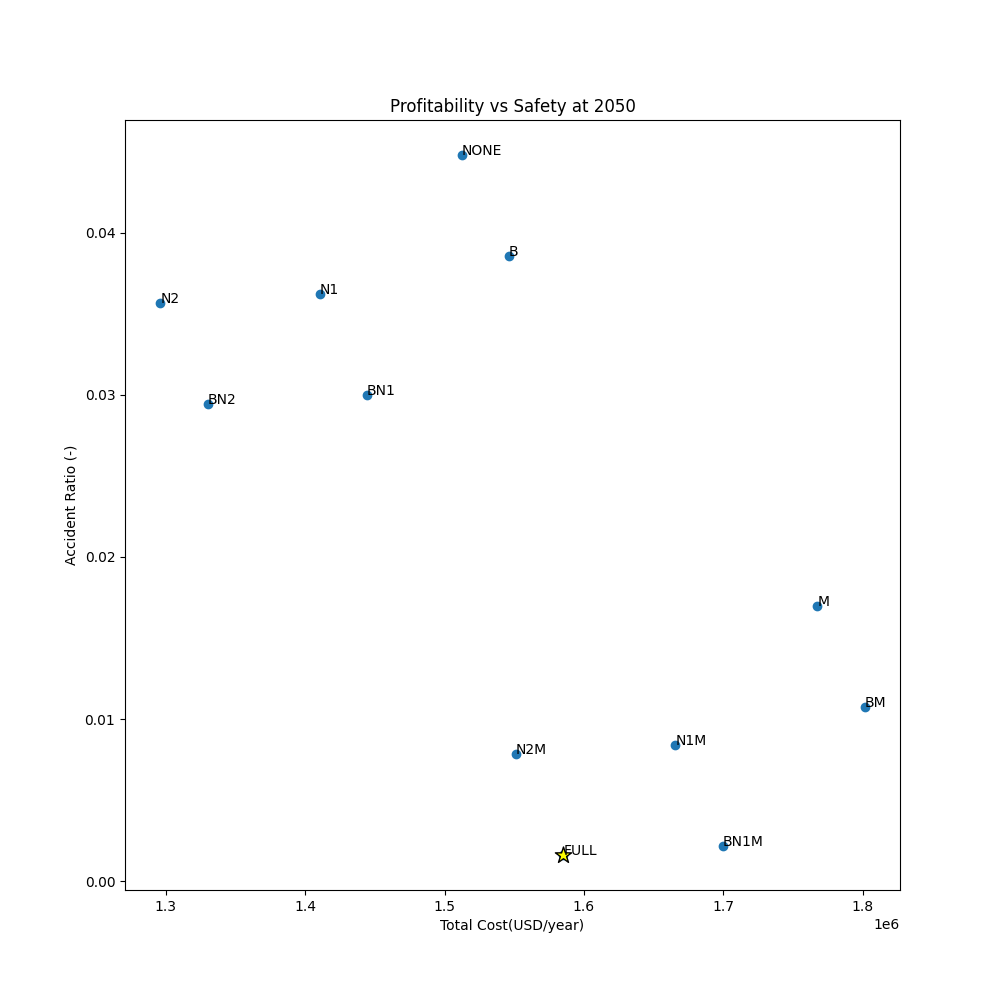 Profitability vs Safety at 2050
NONE
0.04
B
N2
N1
0.03
BN2
BN1
Accident Ratio (-)
0.02
M
0.01
BM
N2M
N1M
BN1M
FULL
0.00
1.3
1.4
1.5
1.6
1.7
1.8
Total Cost(USD/year)
1e6